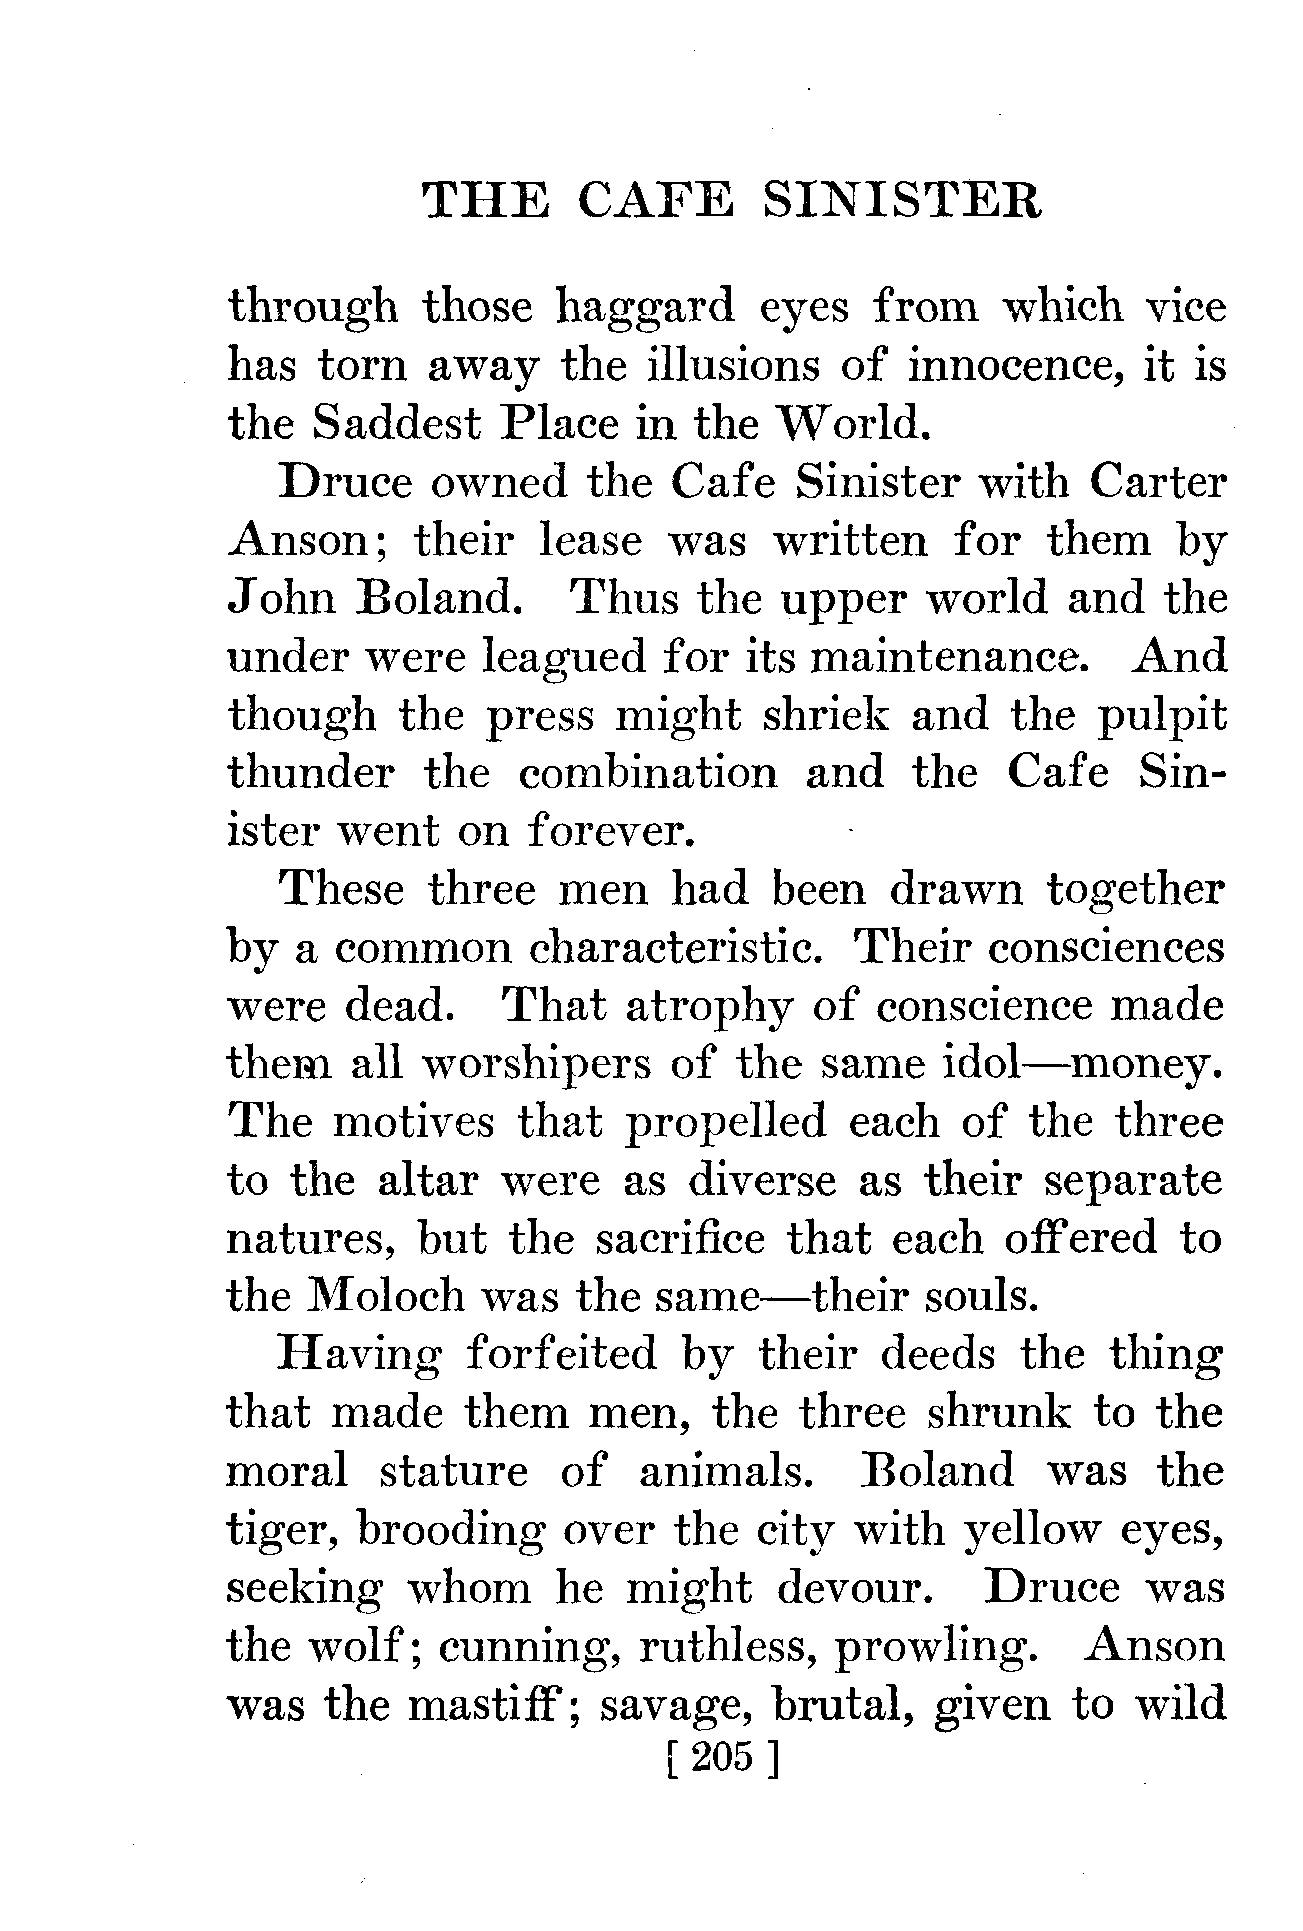 THE CAFE SINISTER
through those haggard eyes from which vice
has torn away the illusions of innocence, it is
the Saddest Place in the World.
Druce owned the Cafe Sinister with Carter
Anson; their lease was written for them by
John Boland. Thus the upper world and the
under were leagued for its maintenance. And
though the press might shriek and the pulpit
thunder the combination and the Cafe Sin-
ister went on forever.
These three men had been drawn together
by a common characteristic. Their consciences
were dead. That atrophy of conscience made
them all worshipers of the same idol—money.
The motives that propelled each of the three
to the altar were as diverse as their separate
natures, but the sacrifice that each offered to
the Moloch was the same—their souls.
Having forfeited by their deeds the thing
that made them men, the three shrunk to the
moral stature of animals. Boland was the
tiger, brooding over the city with yellow eyes,
seeking whom he might devour. Druce was
the wolf; cunning, ruthless, prowling. Anson
was the mastiff; savage, brutal, given to wild
[ 205 ]